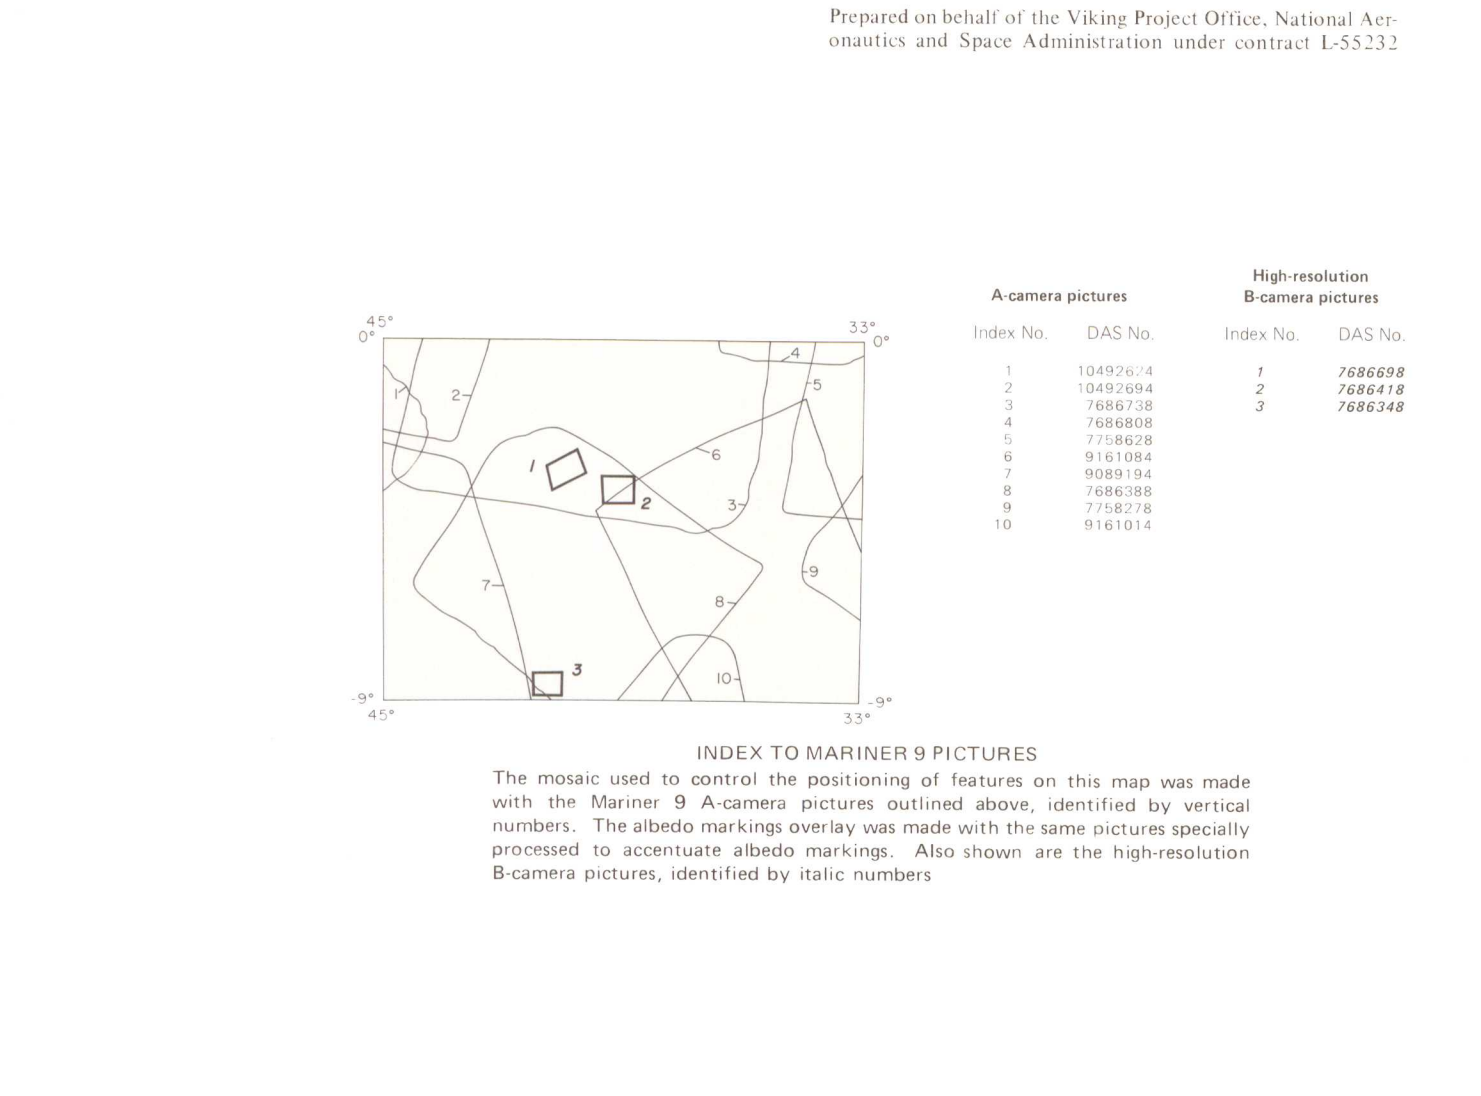 Prepared on behalf of the Viking Project Office, National Aer-
onautics and Space Administration under contract L-55232
High-resolution
A-camera pictures B-camera pictures
Index No. DAS No. Index No. DAS No.
1 10492624 1 7686698
2 10492694 2 7686418
3 7686738 3 7686348
4 7686808
5 7758628
6 9161084
7 9089194
8 7686388
9 7758278
10 9161014
45° 33°
0° 0°
4
1 2 5
6
1
2 3
9
7
8
3
10
-9° -9°
45° 33°
INDEX TO MARINER 9 PICTURES
The mosaic used to control the positioning of features on this map was made
with the Mariner 9 A-camera pictures outlined above, identified by vertical
numbers. The albedo markings overlay was made with the same pictures specially
processed to accentuate albedo markings. Also shown are the high-resolution
B-camera pictures, identified by italic numbers